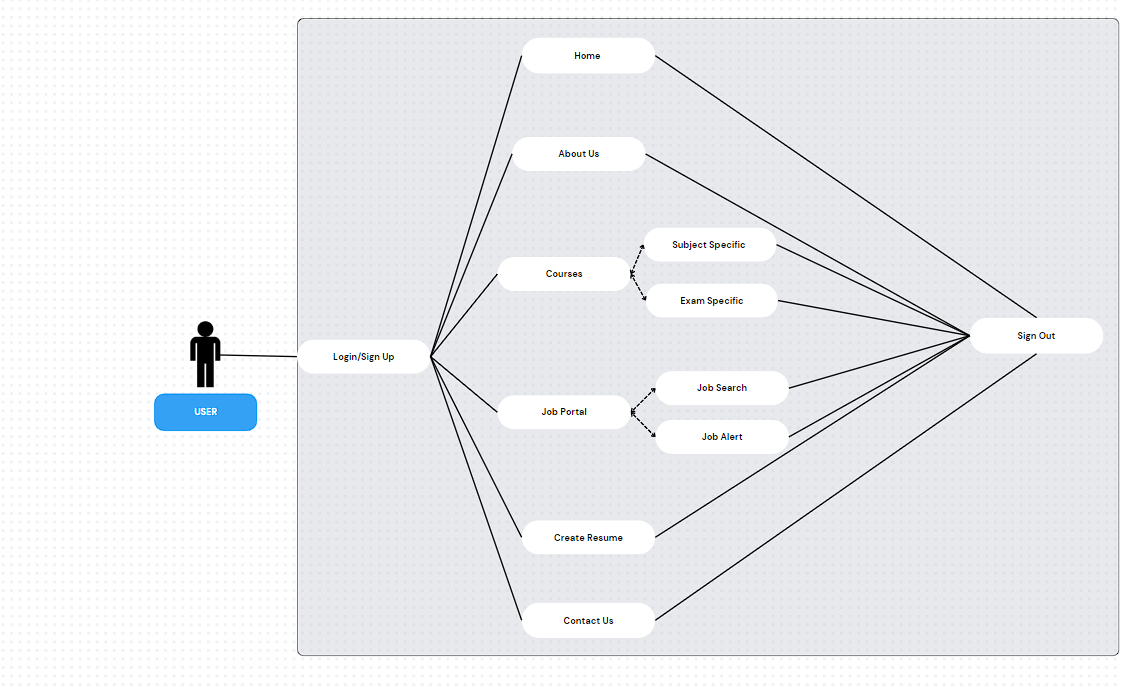 Home
About Us
Subject Specific
Courses
Exam Specific
Sign Out
Login/Sign Up
Job Search
USER
Job Portal
Job Alert
Create Resume
Contact Us